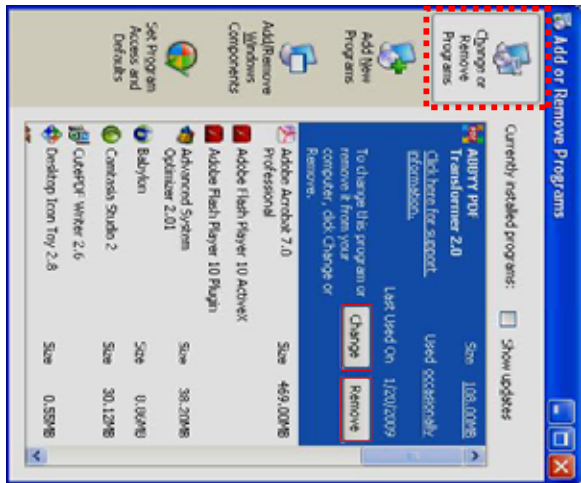 Add or Remove Programs
Change or
Remove
Programs
Add New
Programs
Add/Remove
Windows
Components
Set Program
Access and
Defaults
Currently installed programs:
Show updates
ABBYY PDF
Transformer 2.0
Size 108.00MB
Click here for support
information.
Used occasionally
Last Used On 1/20/2009
To change this program or
remove it from your
computer, click Change or
Remove.
Change
Remove
Adobe Acrobat 7.0
Professional
Size 469.00MB
Adobe Flash Player 10 ActiveX
Adobe Flash Player 10 Plugin
Advanced System
Optimizer 2.01
Size 38.20MB
Babylon
Size 8.06MB
Camtasia Studio 2
Size 30.12MB
CutePDF Writer 2.6
Desktop Icon Toy 2.8
Size 0.55MB